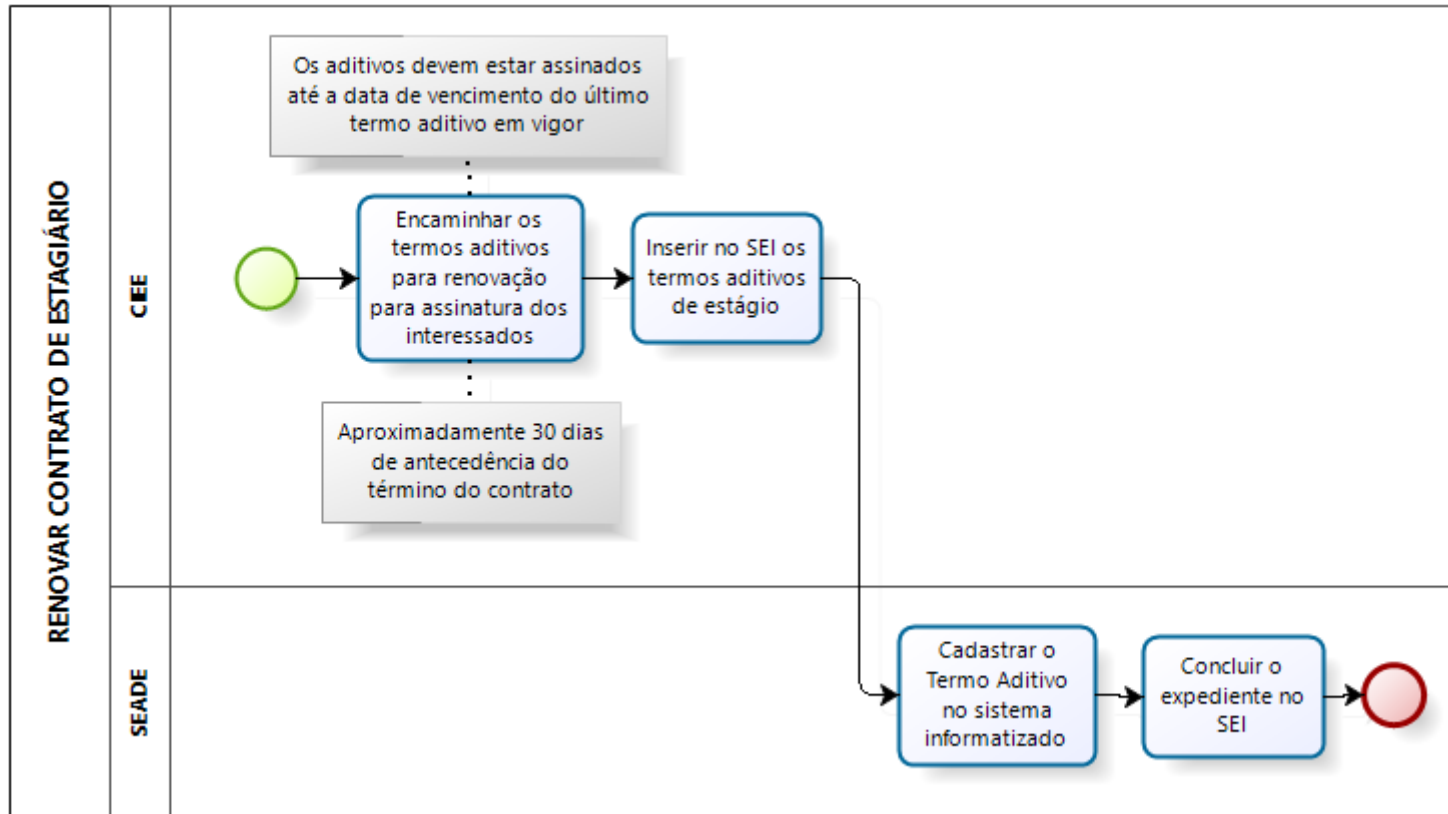 RENOVAR CONTRATO DE ESTAGIÁRIO
CIEE
Os aditivos devem estar assinados
até a data de vencimento do último
termo aditivo em vigor
Encaminhar os
termos aditivos
para renovação
para assinatura dos
interessados
Inserir no SEI os
termos aditivos
de estágio
Aproximadamente 30 dias
de antecedência do
término do contrato
SEADE
Cadastrar o
Termo Aditivo
no sistema
informatizado
Concluir o
expediente no
SEI